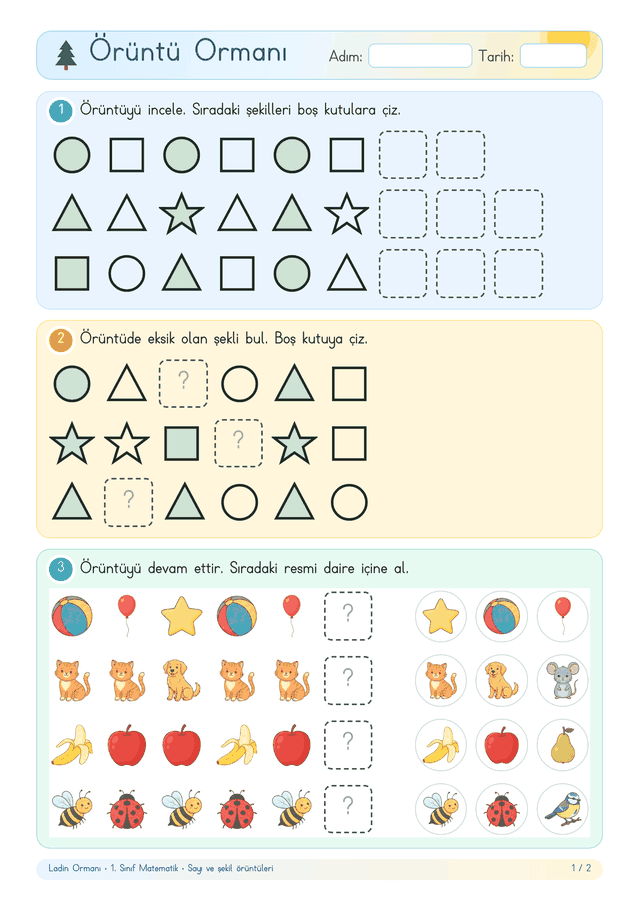 Örüntü Ormanı
Adım:
Tarih:
1 Örüntüyü incele. Sıradaki şekilleri boş kutulara çiz.
2 Örüntüde eksik olan şekli bul. Boş kutuya çiz.
?
?
?
3 Örüntüyü devam ettir. Sıradaki resmi daire içine al.
?
?
?
?
Ladin Ormanı • 1. Sınıf Matematik • Sayı ve şekil örüntüleri
1 / 2